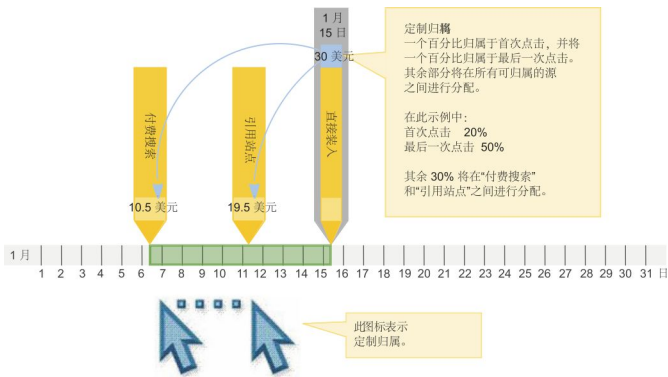 1 月
15 日
30 美元
付费搜索
引用站点
直接装入
10.5 美元
19.5 美元
定制归属将
一个百分比归属于首次点击，并将
一个百分比归属于最后一次点击。
其余部分将在所有可归属的源
之间进行分配。
在此示例中：
首次点击 20%
最后一次点击 50%
其余 30% 将在“付费搜索”
和“引用站点”之间进行分配。
1 月
1 2 3 4 5 6 7 8 9 10 11 12 13 14 15 16 17 18 19 20 21 22 23 24 25 26 27 28 29 30 31 日
此图标表示
定制归属。